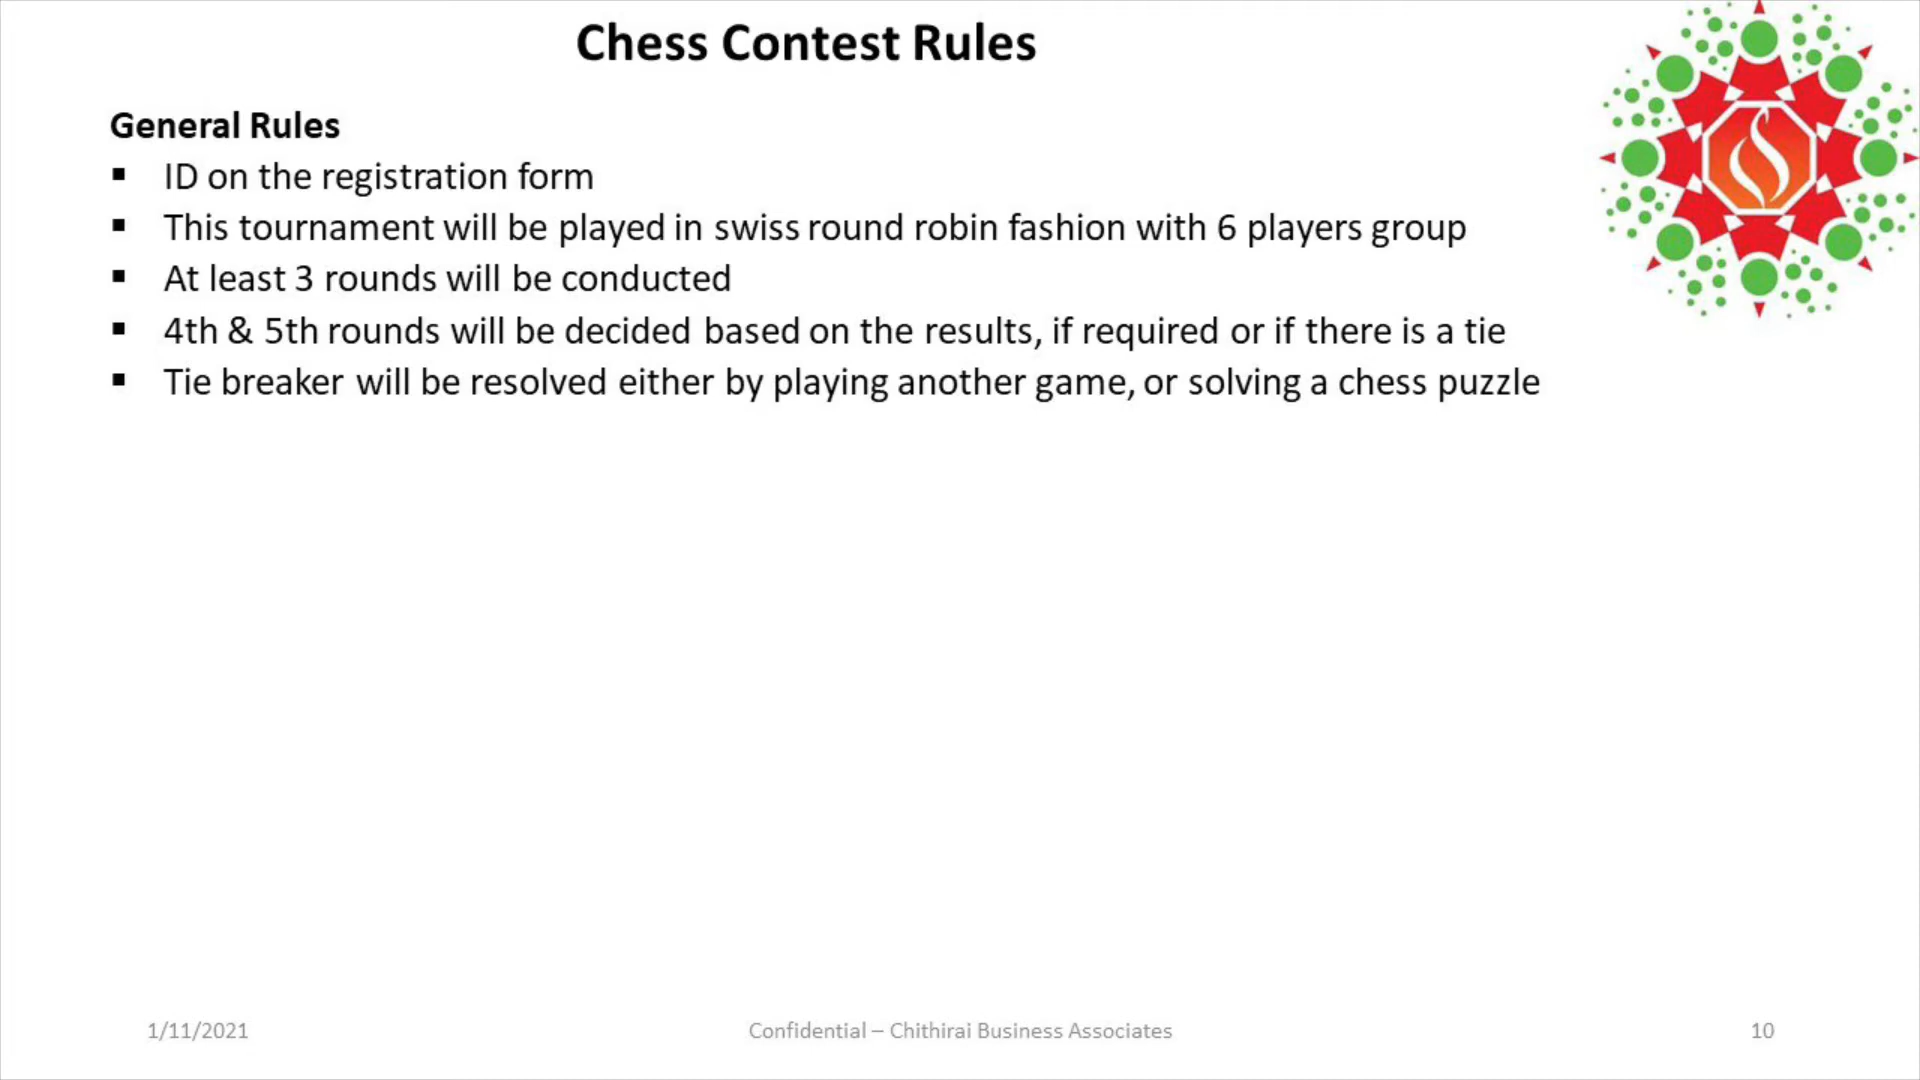 Chess Contest Rules
General Rules
▪ ID on the registration form
▪ This tournament will be played in swiss round robin fashion with 6 players group
▪ At least 3 rounds will be conducted
▪ 4th & 5th rounds will be decided based on the results, if required or if there is a tie
▪ Tie breaker will be resolved either by playing another game, or solving a chess puzzle
1/11/2021
Confidential – Chithirai Business Associates
10